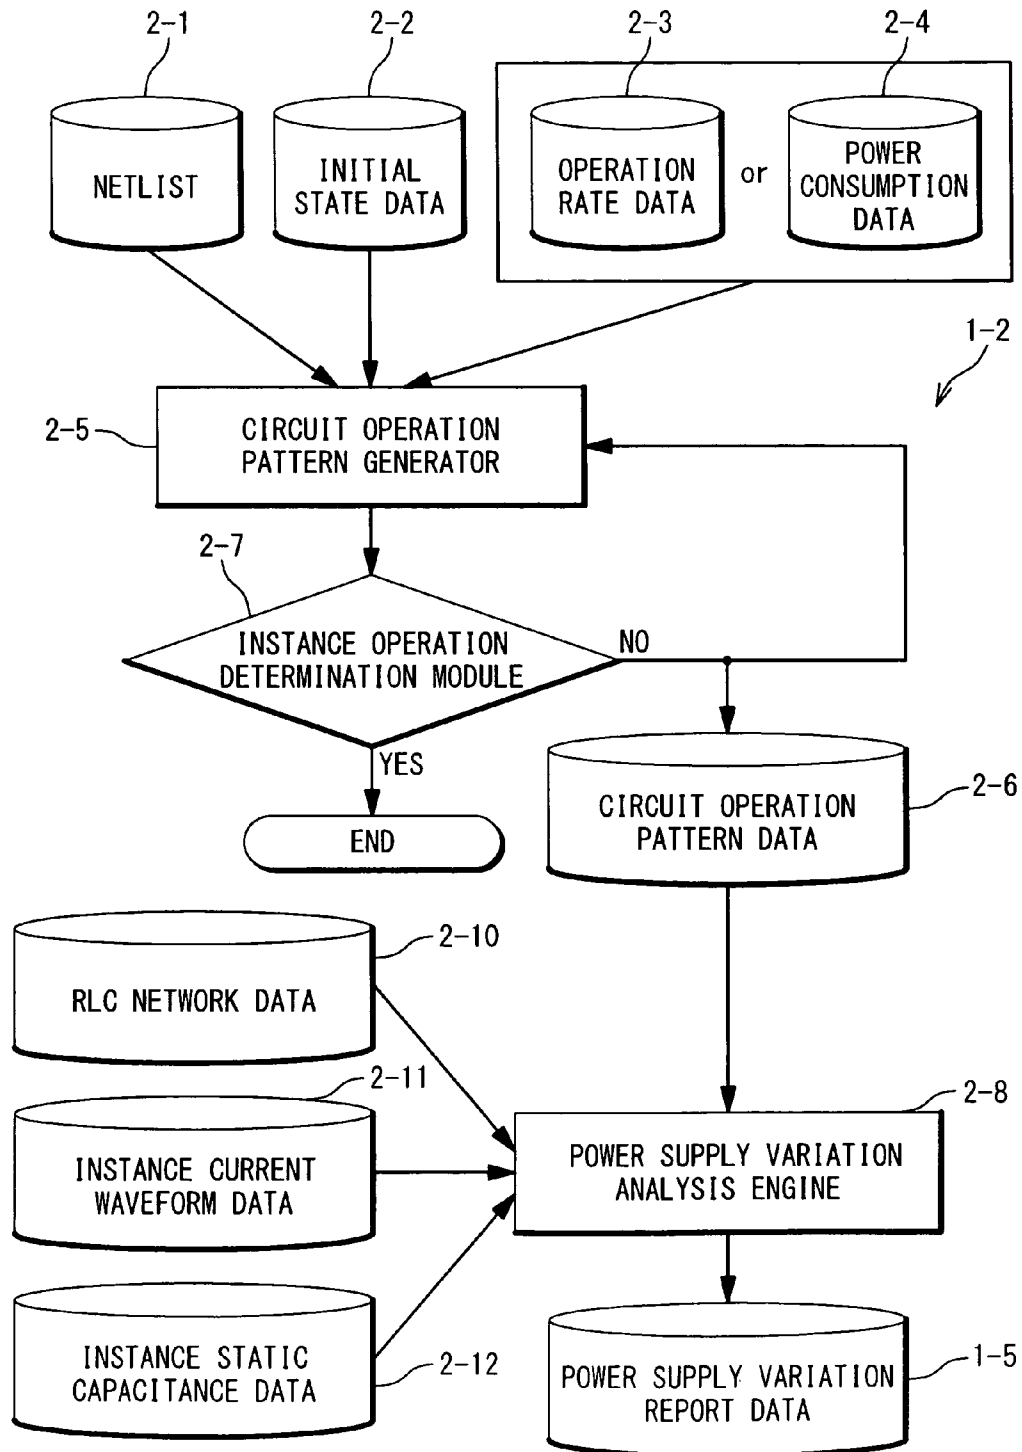 2-1
2-2
2-3
2-4
NETLIST
INITIAL
STATE DATA
OPERATION
RATE DATA
or
POWER
CONSUMPTION
DATA
1-2
2-5
CIRCUIT OPERATION
PATTERN GENERATOR
2-7
INSTANCE OPERATION
DETERMINATION MODULE
NO
YES
END
2-6
CIRCUIT OPERATION
PATTERN DATA
2-10
RLC NETWORK DATA
2-11
INSTANCE CURRENT
WAVEFORM DATA
2-8
POWER SUPPLY VARIATION
ANALYSIS ENGINE
INSTANCE STATIC
CAPACITANCE DATA
2-12
1-5
POWER SUPPLY VARIATION
REPORT DATA